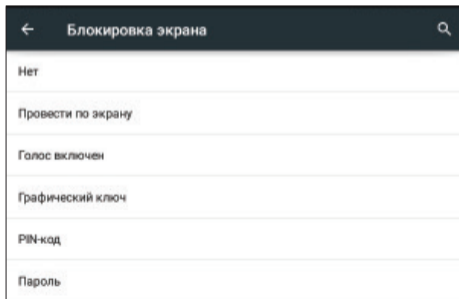 Блокировка экрана
Нет
Провести по экрану
Голос включен
Графический ключ
PIN-код
Пароль